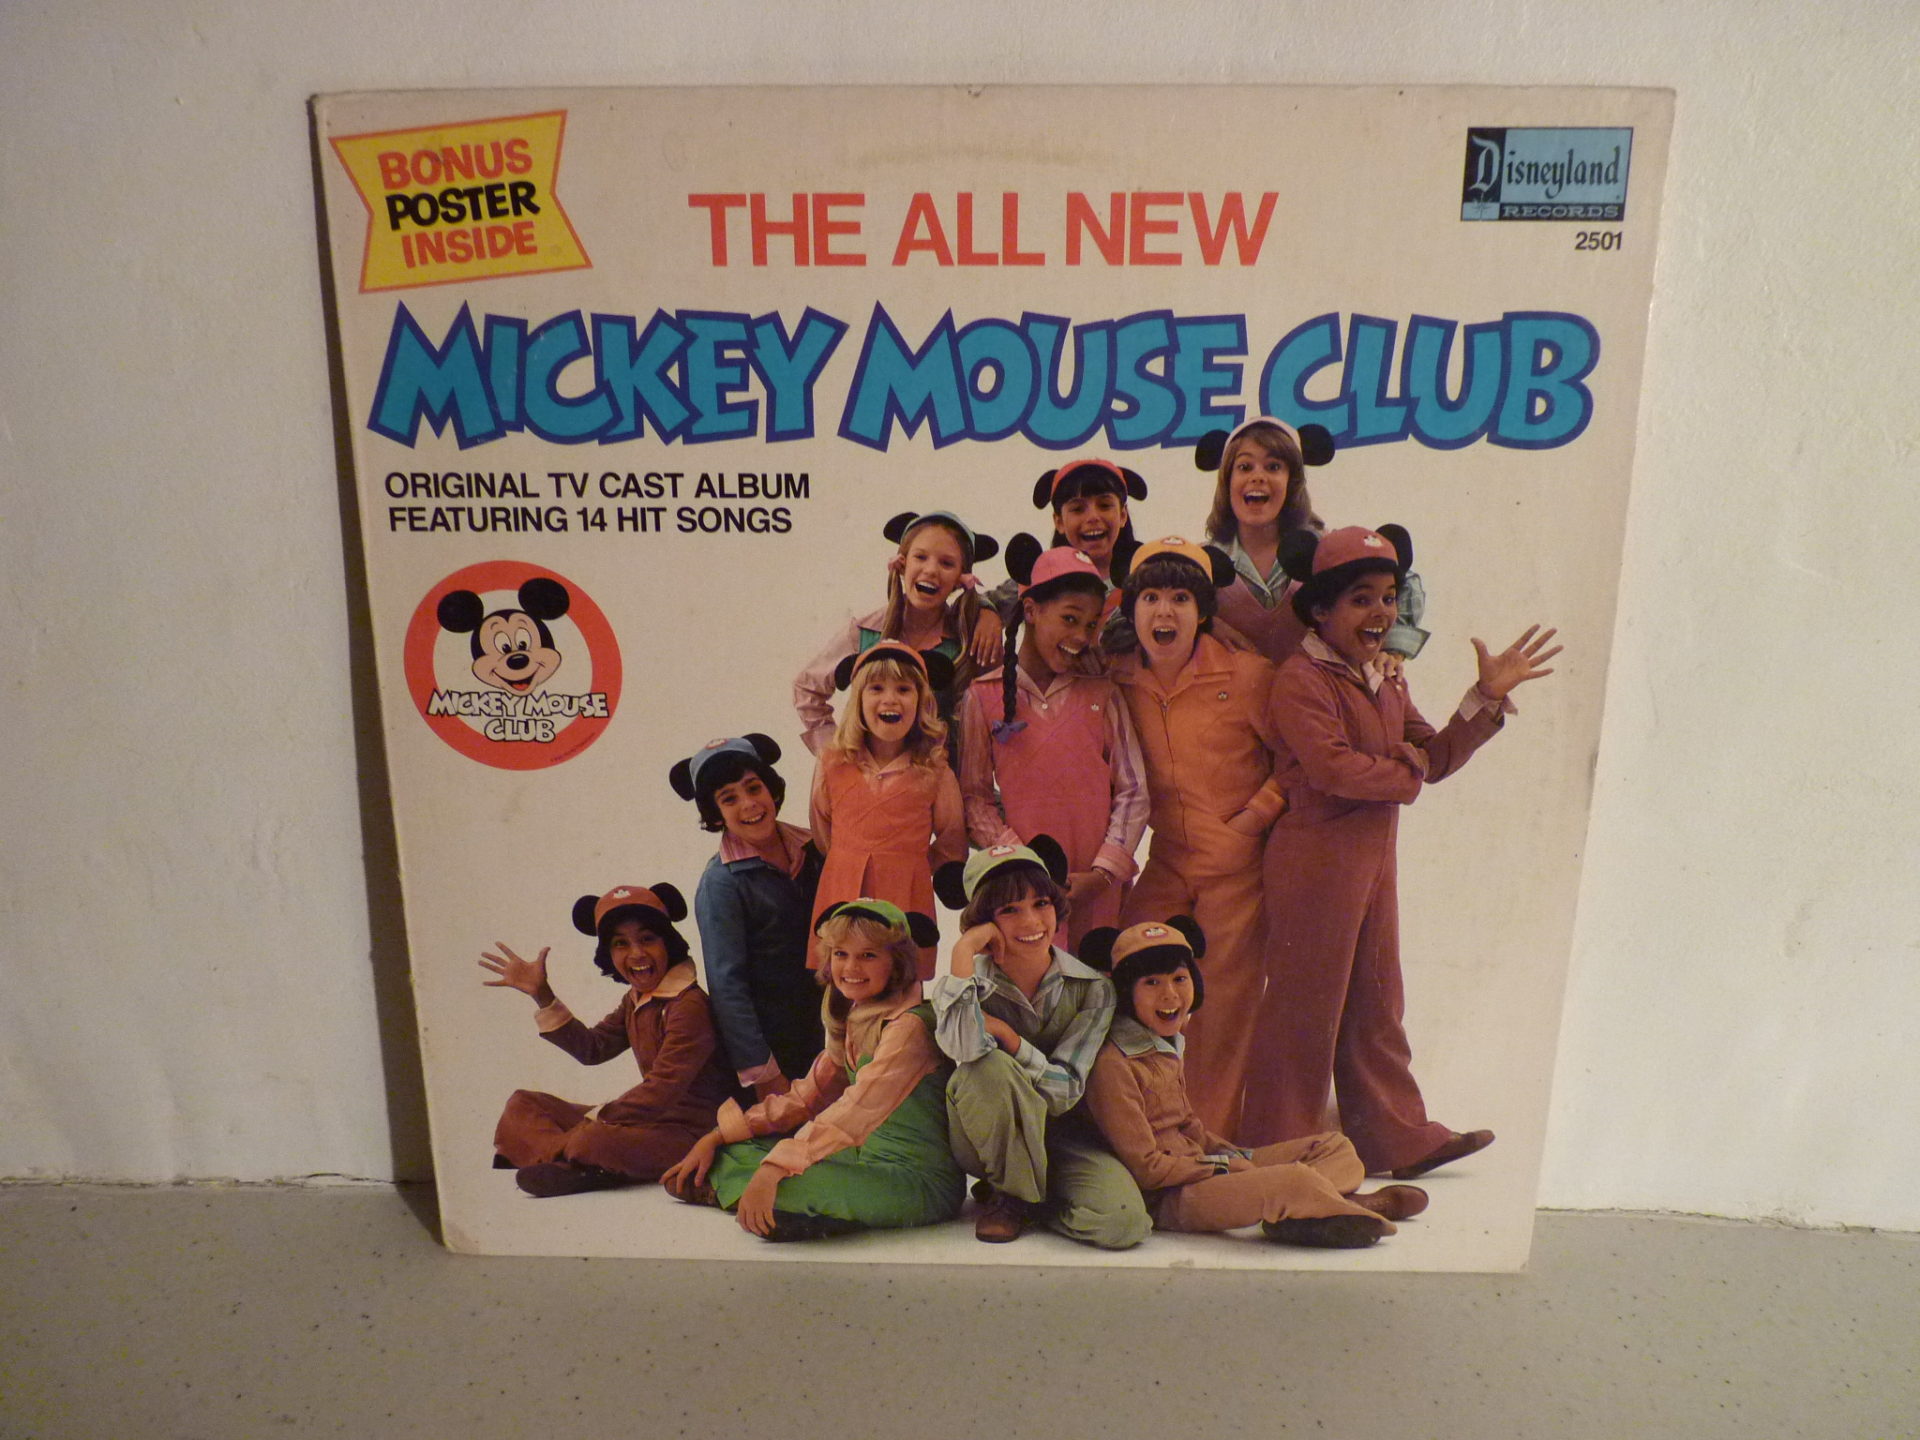 BONUS
POSTER
INSIDE
THE ALL NEW
Disneyland
RECORDS
2501
MICKEY MOUSE CLUB
ORIGINAL TV CAST ALBUM
FEATURING 14 HIT SONGS
MICKEY MOUSE
CLUB